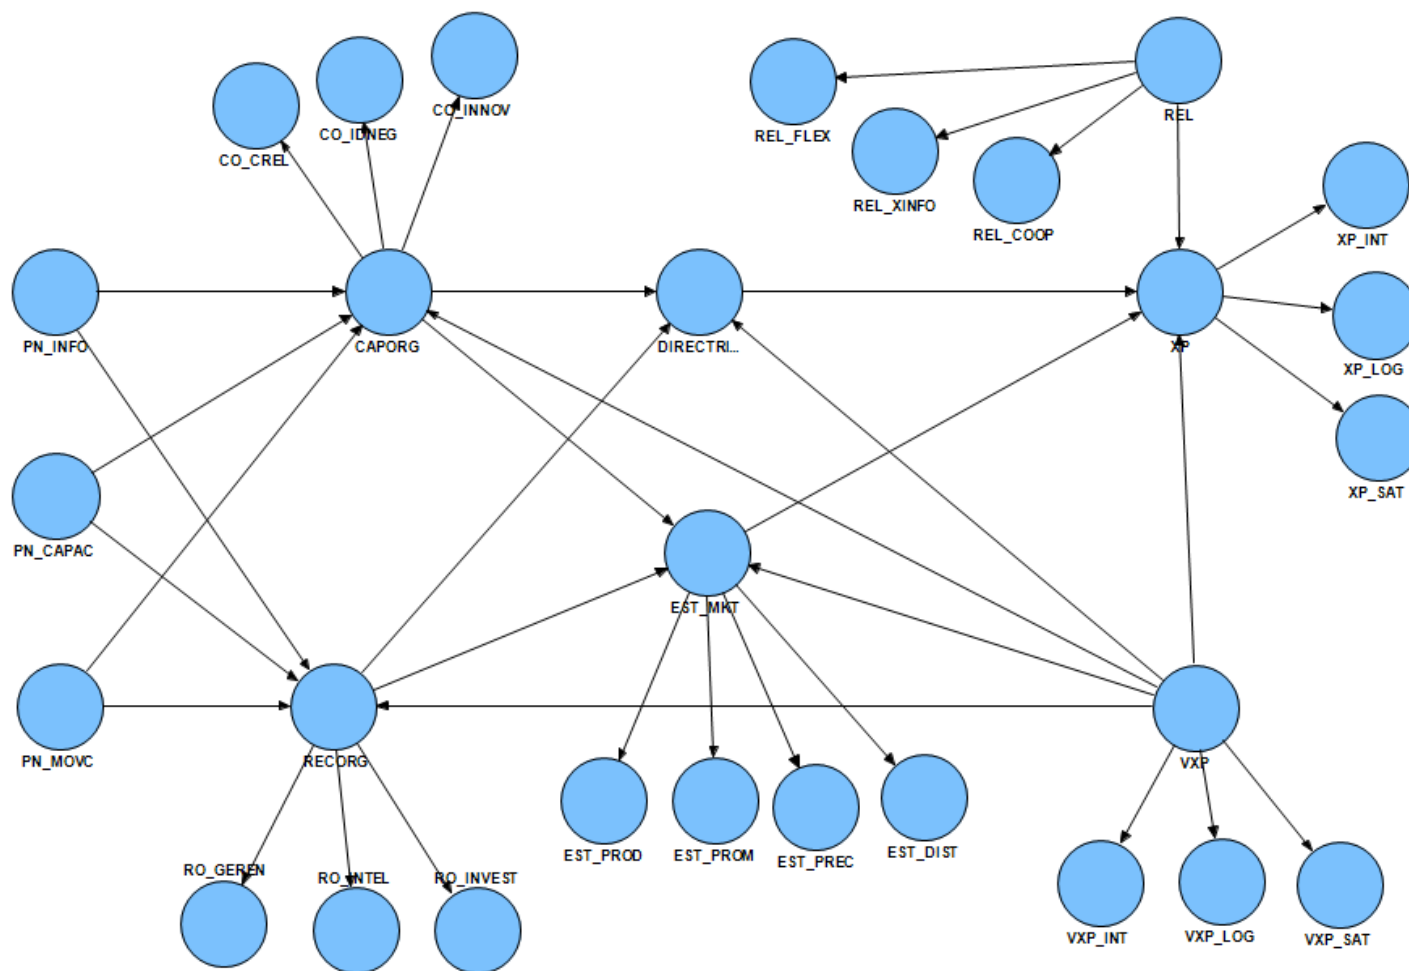 CO_INNOV
CO_IDNEG
CO_CREL
REL
REL_FLEX
REL_XINFO
REL_COOP
XP_INT
PN_INFO
CAPORG
DIRECTRI...
XP
XP_LOG
XP_SAT
PN_CAPAC
EST_MKT
PN_MOVC
RECORG
VXP
EST_PROD
EST_PROM
EST_PREC
EST_DIST
RO_GEREN
RO_INTEL
RO_INVEST
VXP_INT
VXP_LOG
VXP_SAT